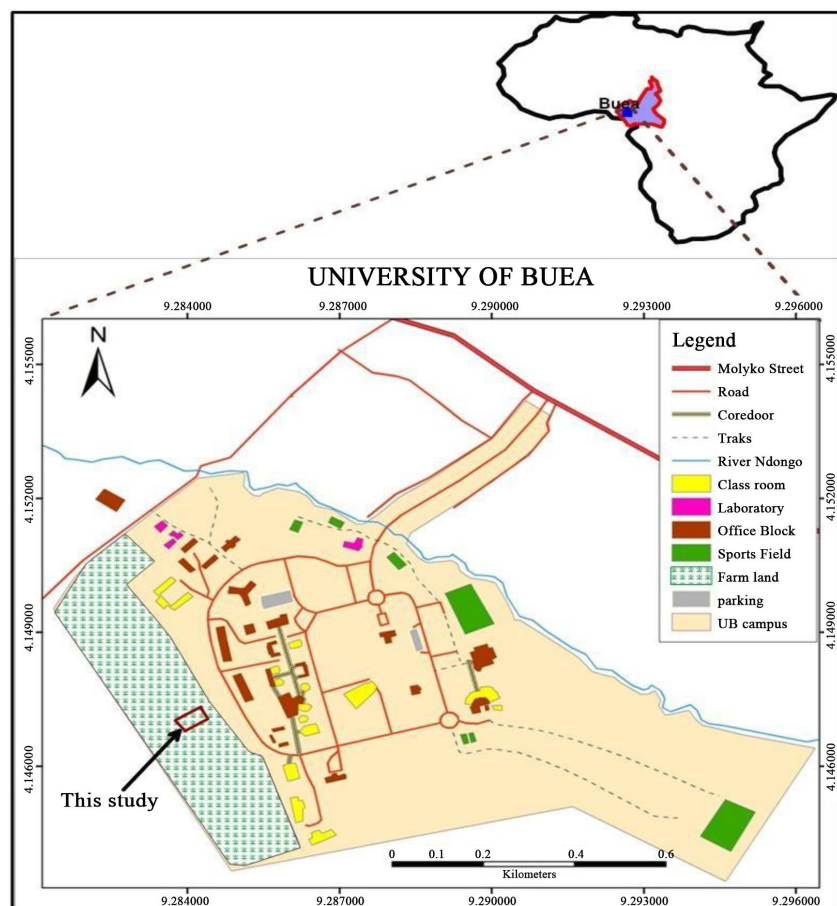 Buea
UNIVERSITY OF BUEA
9.284000
9.287000
9.290000
9.293000
9.296000
N
4.155000
4.155000
4.152000
4.152000
4.149000
4.149000
4.146000
4.146000
Legend
Molyko Street
Road
Coredoor
Traks
River Ndongo
Class room
Laboratory
Office Block
Sports Field
Farm land
parking
UB campus
This study
0 0.1 0.2 0.4 0.6
Kilometers
9.284000
9.287000
9.290000
9.293000
9.296000